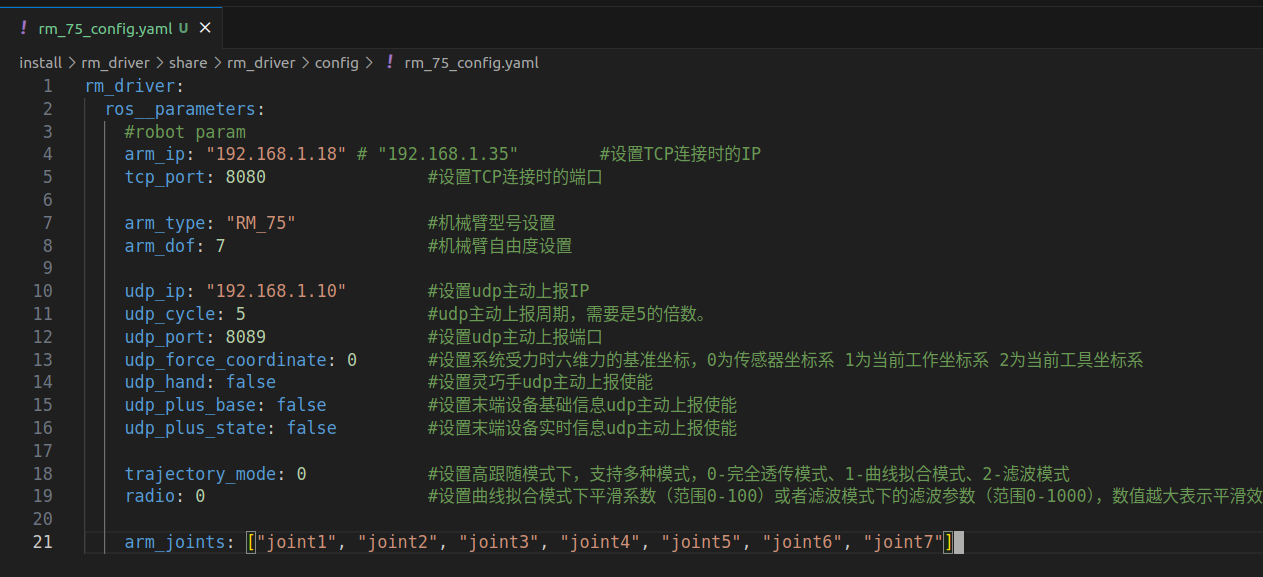 ! rm_75_config.yaml U ×
install > rm_driver > share > rm_driver > config > ! rm_75_config.yaml
1 rm_driver:
2 ros__parameters:
3 #robot param
4 arm_ip: "192.168.1.18" # "192.168.1.35" #设置TCP连接时的IP
5 tcp_port: 8080 #设置TCP连接时的端口
6
7 arm_type: "RM_75" #机械臂型号设置
8 arm_dof: 7 #机械臂自由度设置
9
10 udp_ip: "192.168.1.10" #设置udp主动上报IP
11 udp_cycle: 5 #udp主动上报周期，需要是5的倍数。
12 udp_port: 8089 #设置udp主动上报端口
13 udp_force_coordinate: 0 #设置系统受力时六维力的基准坐标，0为传感器坐标系 1为当前工作坐标系 2为当前工具坐标系
14 udp_hand: false #设置灵巧手udp主动上报使能
15 udp_plus_base: false #设置末端设备基础信息udp主动上报使能
16 udp_plus_state: false #设置末端设备实时信息udp主动上报使能
17
18 trajectory_mode: 0 #设置高跟随模式下，支持多种模式，0-完全透传模式、1-曲线拟合模式、2-滤波模式
19 radio: 0 #设置曲线拟合模式下平滑系数（范围0-100）或者滤波模式下的滤波参数（范围0-1000），数值越大表示平滑效
20
21 arm_joints: ["joint1", "joint2", "joint3", "joint4", "joint5", "joint6", "joint7"]